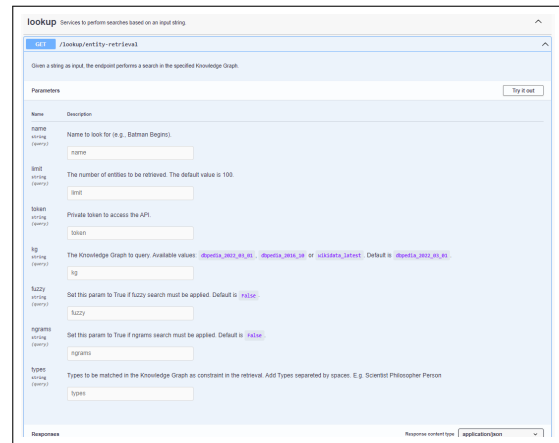 lookup Services to perform searches based on an input string.
GET /lookup/entity-retrieval
Given a string as input, the endpoint performs a search in the specified Knowledge Graph.
Parameters Try it out
Name Description
name
string
(query)
Name to look for (e.g., Batman Begins).
name
limit
string
(query)
The number of entities to be retrieved. The default value is 100.
limit
token
string
(query)
Private token to access the API.
token
kg
string
(query)
The Knowledge Graph to query. Available values: dbpedia_2022_03_01 , dbpedia_2016_10 or wikidata_latest . Default is dbpedia_2022_03_01 .
kg
fuzzy
string
(query)
Set this param to True if fuzzy search must be applied. Default is False .
fuzzy
ngrams
string
(query)
Set this param to True if ngrams search must be applied. Default is False .
ngrams
types
string
(query)
Types to be matched in the Knowledge Graph as constraint in the retrieval. Add Types separeted by spaces. E.g. Scientist Philosopher Person
types
Responses Response content type application/json